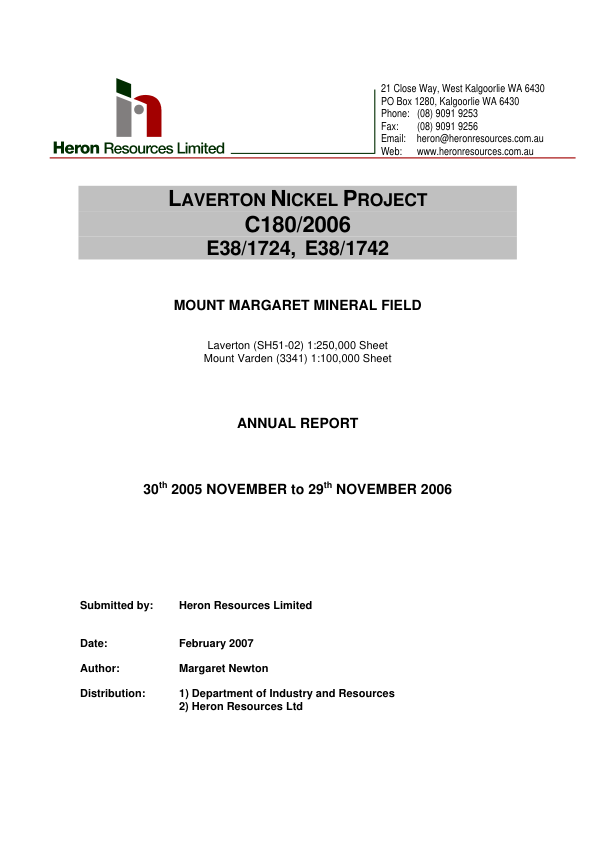 21 Close Way, West Kalgoorlie WA 6430
PO Box 1280, Kalgoorlie WA 6430
Phone: (08) 9091 9253
Fax: (08) 9091 9256
Email: heron@heronresources.com.au
Web: www.heronresources.com.au
Heron Resources Limited
LAVERTON NICKEL PROJECT
C180/2006
E38/1724, E38/1742
MOUNT MARGARET MINERAL FIELD
Laverton (SH51-02) 1:250,000 Sheet
Mount Varden (3341) 1:100,000 Sheet
ANNUAL REPORT
30th 2005 NOVEMBER to 29th NOVEMBER 2006
Submitted by: Heron Resources Limited
Date: February 2007
Author: Margaret Newton
Distribution: 1) Department of Industry and Resources
2) Heron Resources Ltd